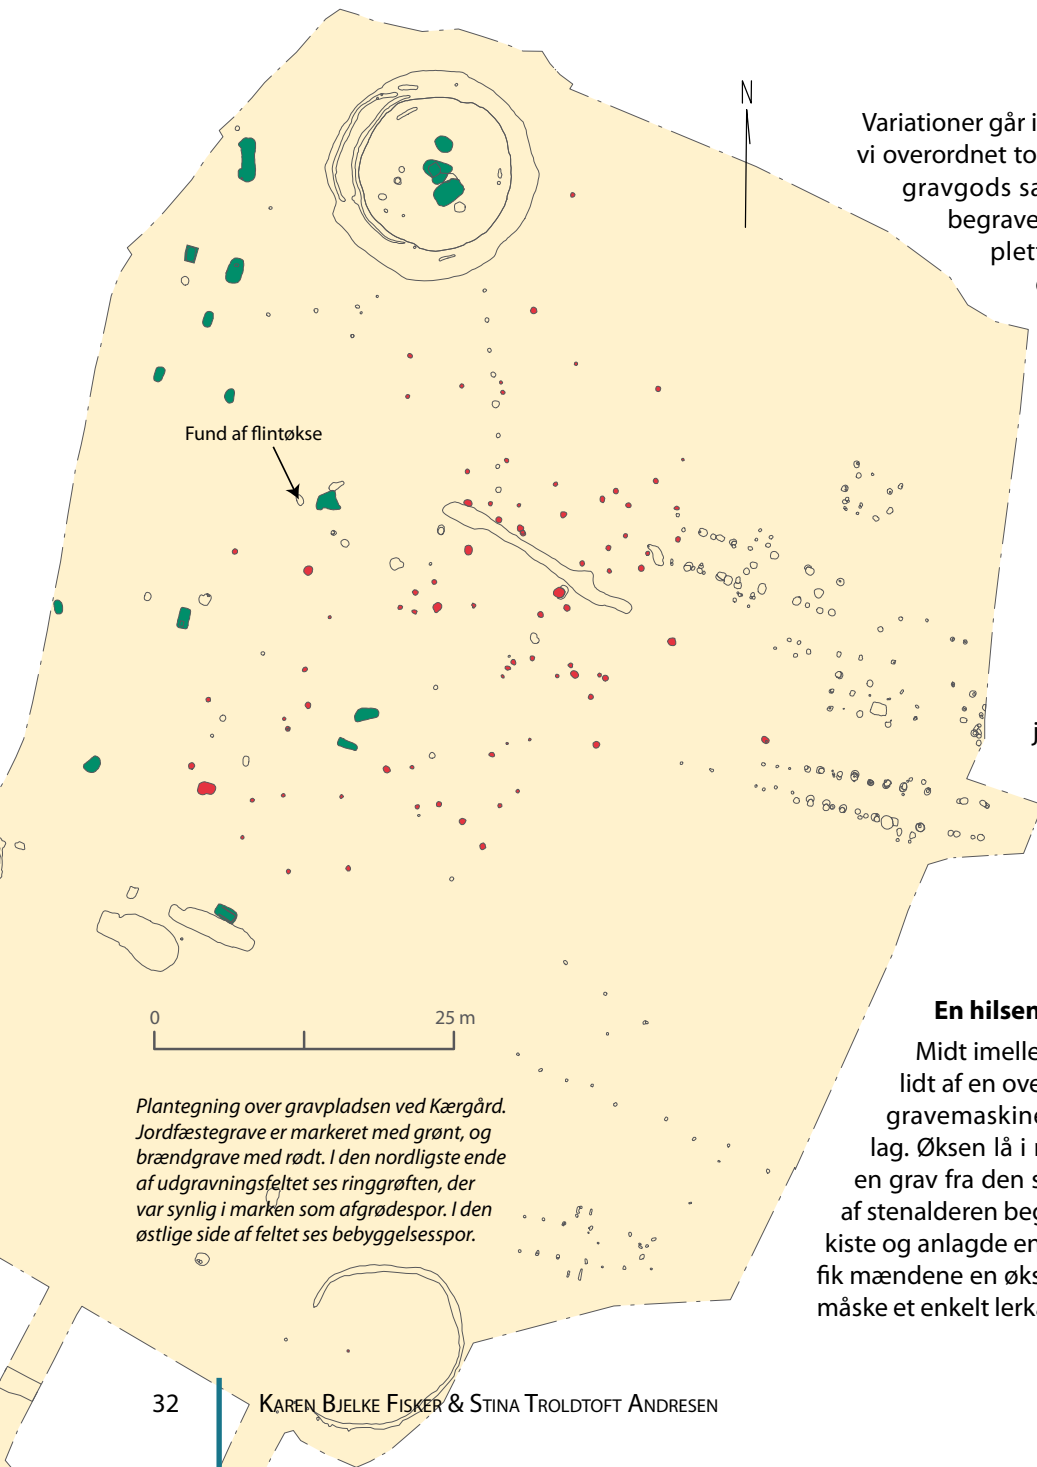 N
Variationer går i
vi overordnet to
gravgods sa
begrave
plet
Fund af flintøkse
j
0 25 m
Plantegning over gravpladsen ved Kærgård.
Jordfæstegrave er markeret med grønt, og
brændgrave med rødt. I den nordligste ende
af udgravningsfeltet ses ringgrøften, der
var synlig i marken som afgrødespor. I den
østlige side af feltet ses bebyggelsesspor.
En hilsen
Midt imelle
lidt af en ove
gravemaskine
lag. Øksen lå i
en grav fra den s
af stenalderen beg
kiste og anlagde en
fik mændene en øks
måske et enkelt lerk
32 KAREN BJELKE FISKER & STINA TROLDTOFT ANDRESEN